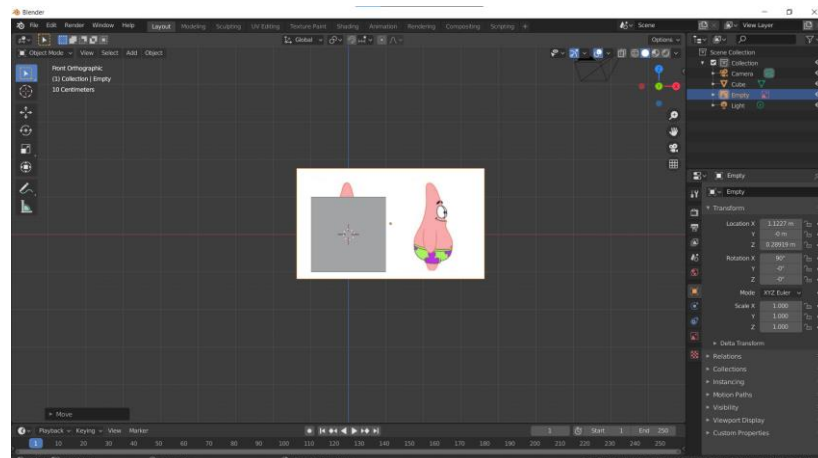 Blender
File Edit Render Window Help Layout Modeling Sculpting UV Editing Texture Paint Shading Animation Rendering Compositing Scripting + Scene View Layer
Global Options
Object Mode View Select Add Object
Front Orthographic
(1) Collection | Empty
10 Centimeters
Scene Collection
Collection
Camera
Cube
Empty
Light
Empty
Empty
Transform
Location X 1.1227 m
Y -0 m
Z 0.28919 m
Rotation X 90°
Y -0°
Z -0°
Mode XYZ Euler
Scale X 1.000
Y 1.000
Z 1.000
Delta Transform
Relations
Collections
Instancing
Motion Paths
Visibility
Viewport Display
Custom Properties
Move
Playback Keying View Marker 1 Start 1 End 250
1 10 20 30 40 50 60 70 80 90 100 110 120 130 140 150 160 170 180 190 200 210 220 230 240 250